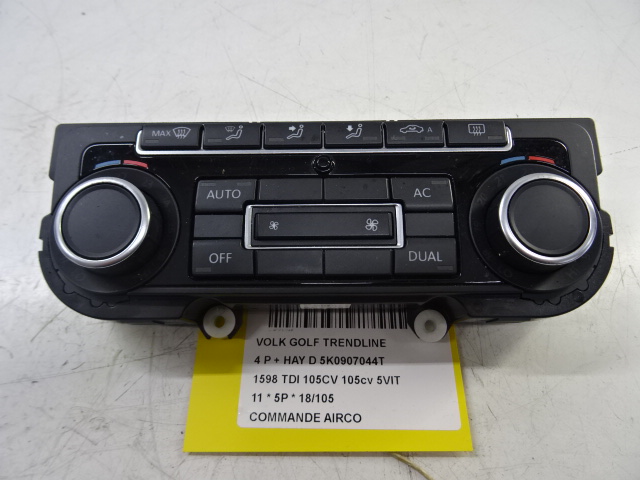 MAX
A
AUTO
AC
OFF
DUAL
VOLK GOLF TRENDLINE
4 P + HAY D 5K0907044T
1598 TDI 105CV 105cv 5VIT
11 * 5P * 18/105
COMMANDE AIRCO